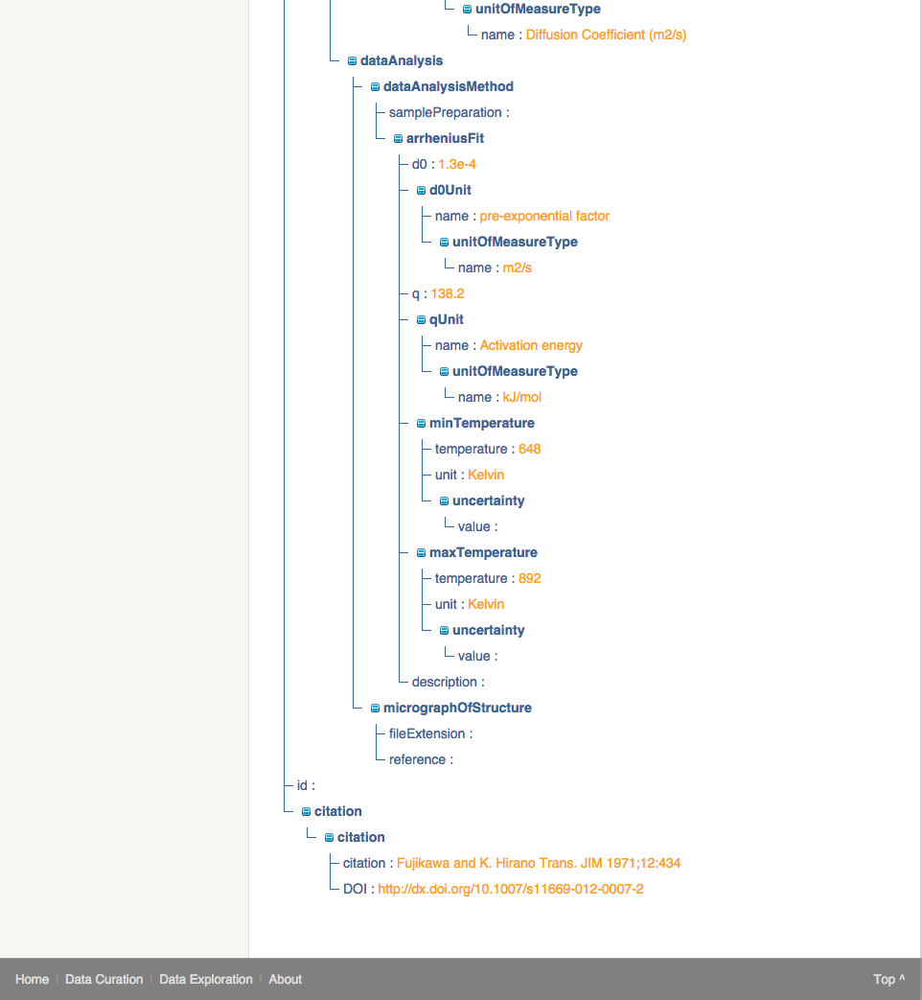 unitOfMeasureType
name : Diffusion Coefficient (m2/s)
dataAnalysis
dataAnalysisMethod
samplePreparation :
arrheniusFit
d0 : 1.3e-4
d0Unit
name : pre-exponential factor
unitOfMeasureType
name : m2/s
q : 138.2
qUnit
name : Activation energy
unitOfMeasureType
name : kJ/mol
minTemperature
temperature : 648
unit : Kelvin
uncertainty
value :
maxTemperature
temperature : 892
unit : Kelvin
uncertainty
value :
description :
micrographOfStructure
fileExtension :
reference :
id :
citation
citation
citation : Fujikawa and K. Hirano Trans. JIM 1971;12:434
DOI : http://dx.doi.org/10.1007/s11669-012-0007-2
Home | Data Curation | Data Exploration | About Top ^